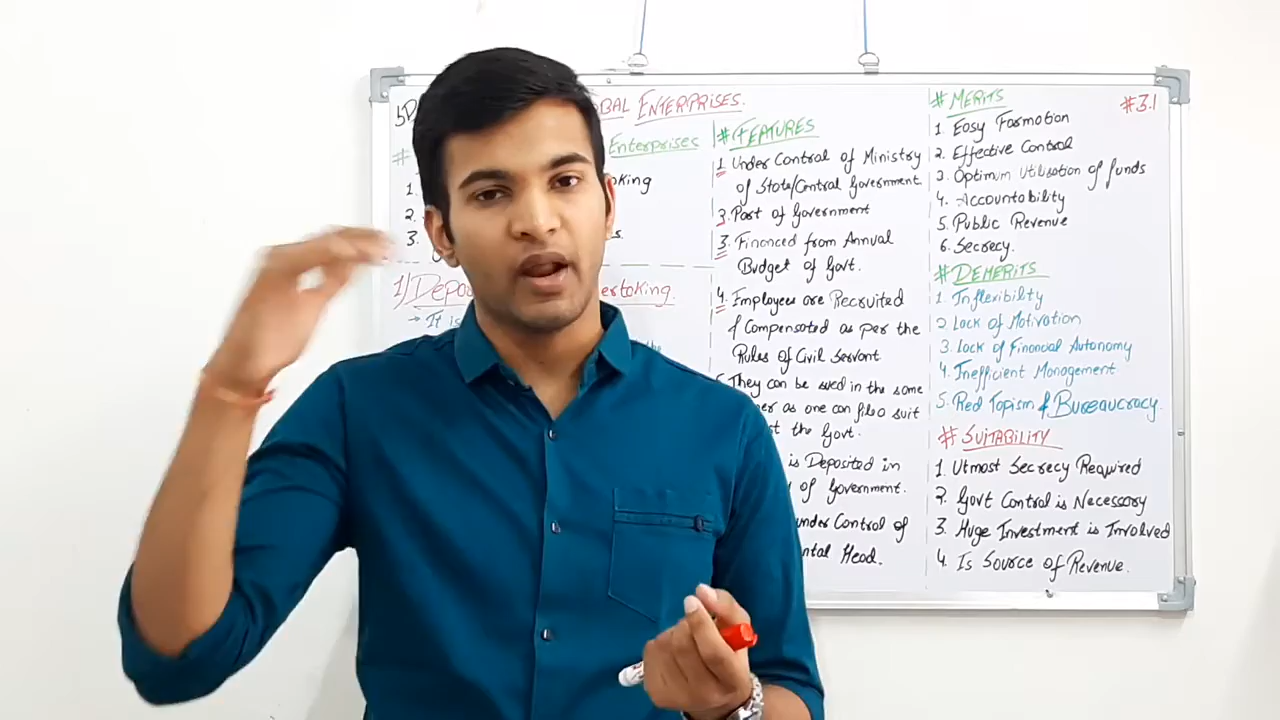 ENTERPRISES.
#
Enterprises
1.
2.
3.
1) Depa
ertaking.
→ It is
the
# FEATURES
1. Under Control of Ministry
of State/Central Government.
2. Part of Government
3. Financed from Annual
Budget of Govt.
4. Employees are Recruited
& Compensated as per the
Rules of Civil Servant
They can be sued in the same
er as one can file a suit
the Govt.
is Deposited in
of Government.
under Control of
ntal Head.
# MERITS
#3.1
1. Easy Formation
2. Effective Control
3. Optimum Utilisation of funds
4. Accountability
5. Public Revenue
6. Secrecy.
# DEMERITS
1. Inflexibilty
2. Lack of Motivation
3. Lack of Financial Autonomy
4. Inefficient Management
5. Red Tapism & Bureaucracy.
# SUITABILITY
1. Utmost Secrecy Required
2. Govt Control is Necessary
3. Huge Investment is Involved
4. Is Source of Revenue.